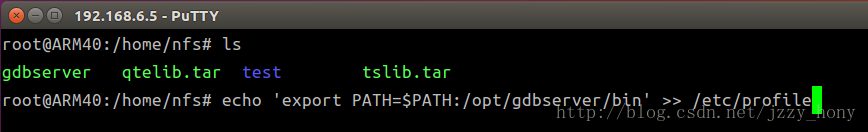 192.168.6.5 - PuTTY
root@ARM40:/home/nfs# ls
gdbserver qtelib.tar test tslib.tar
root@ARM40:/home/nfs# echo 'export PATH=$PATH:/opt/gdbserver/bin' >> /etc/profile
http://blog.csdn.net/jzzy_hony